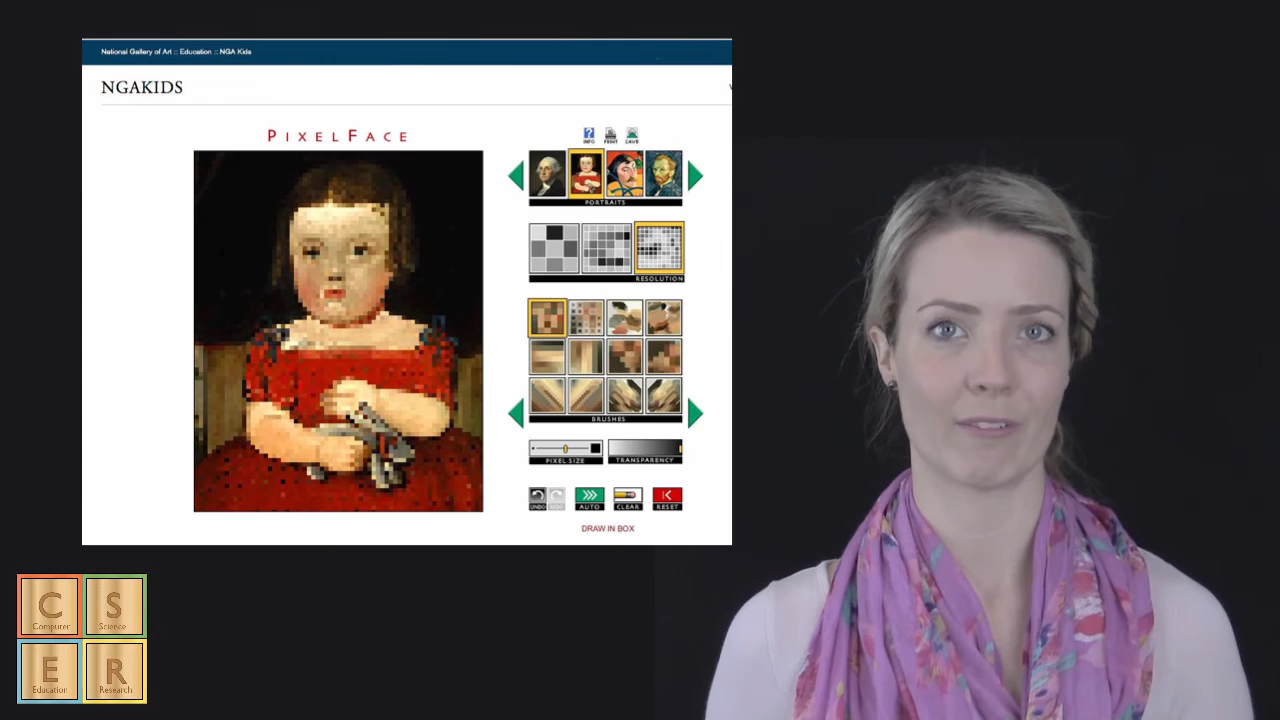 National Gallery of Art :: Education :: NGA Kids
NGAKIDS
PIXELFACE
INFO PRINT SAVE
PORTRAITS
RESOLUTION
BRUSHES
PIXEL SIZE TRANSPARENCY
UNDO AUTO CLEAR RESET
DRAW IN BOX
C S
Computer Science
E R
Education Research